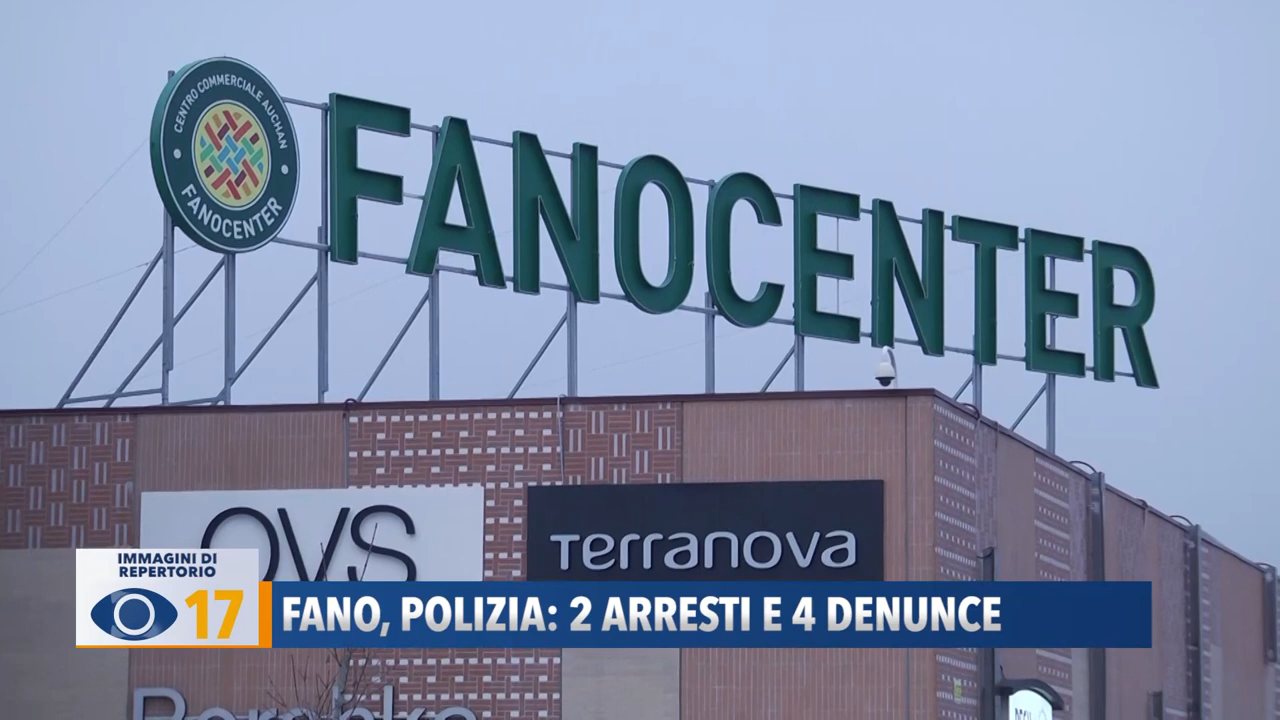 CENTRO COMMERCIALE AUCHAN
FANOCENTER
FANOCENTER
OVS
terranova
IMMAGINI DI
REPERTORIO
17
FANO, POLIZIA: 2 ARRESTI E 4 DENUNCE